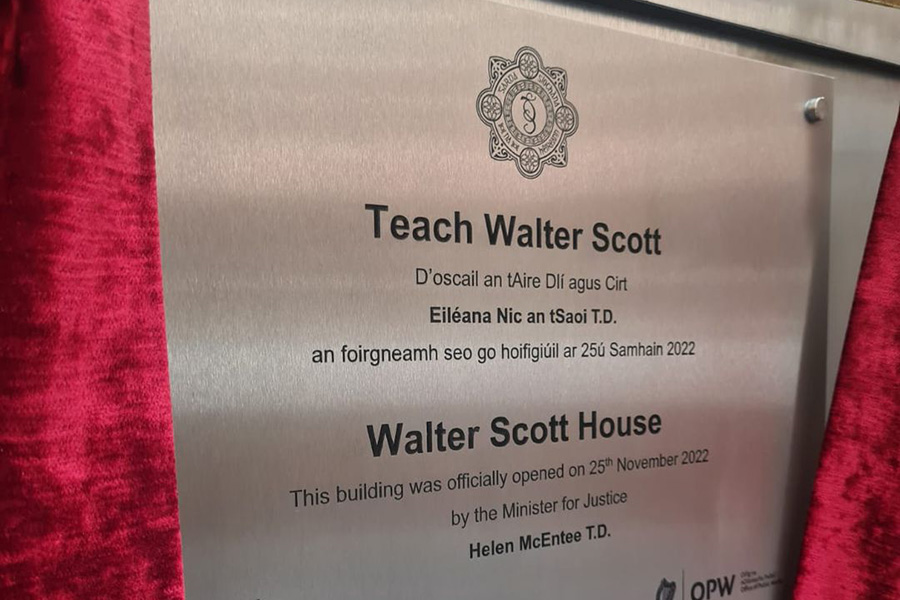 Teach Walter Scott
D'oscail an tAire Dlí agus Cirt
Eiléana Nic an tSaoi T.D.
an foirgneamh seo go hoifigiúil ar 25ú Samhain 2022
Walter Scott House
This building was officially opened on 25th November 2022
by the Minister for Justice
Helen McEntee T.D.
OPW